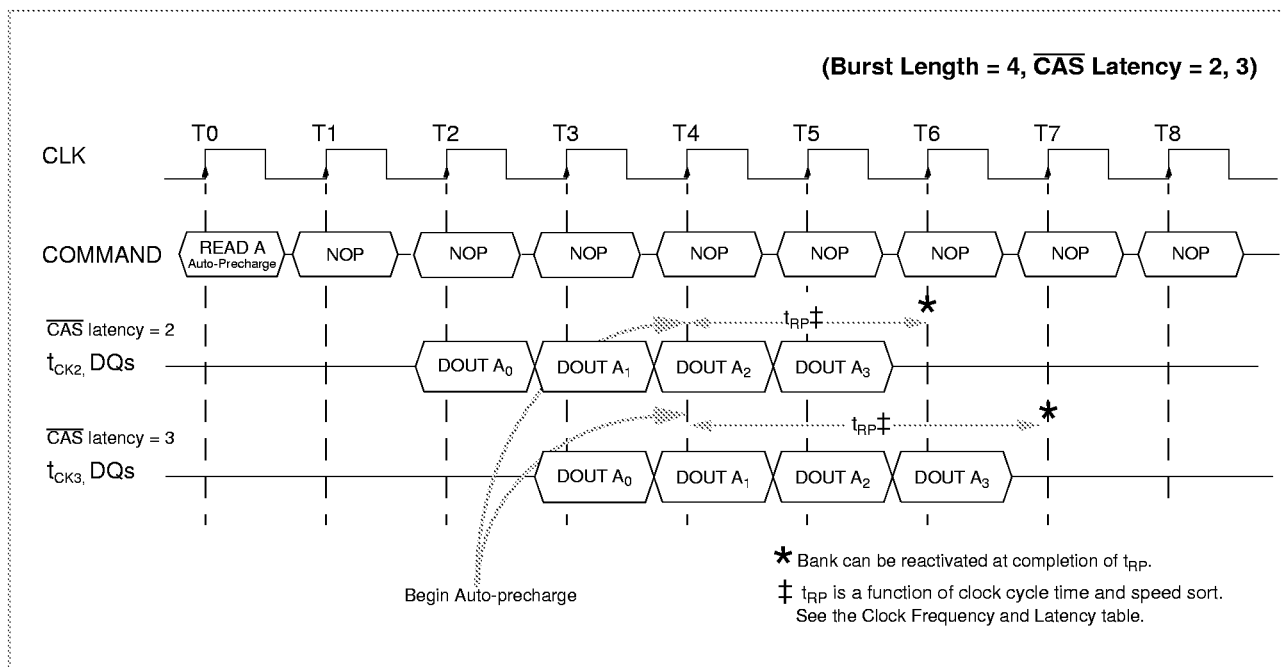 (Burst Length = 4, CAS Latency = 2, 3)
T0 T1 T2 T3 T4 T5 T6 T7 T8
CLK
COMMAND
READ A
Auto-Precharge
NOP NOP NOP NOP NOP NOP NOP NOP
CAS latency = 2
tRP‡ *
tCK2, DQs
DOUT A0 DOUT A1 DOUT A2 DOUT A3
CAS latency = 3
tRP‡ *
tCK3, DQs
DOUT A0 DOUT A1 DOUT A2 DOUT A3
Begin Auto-precharge
* Bank can be reactivated at completion of tRP.
‡ tRP is a function of clock cycle time and speed sort.
See the Clock Frequency and Latency table.